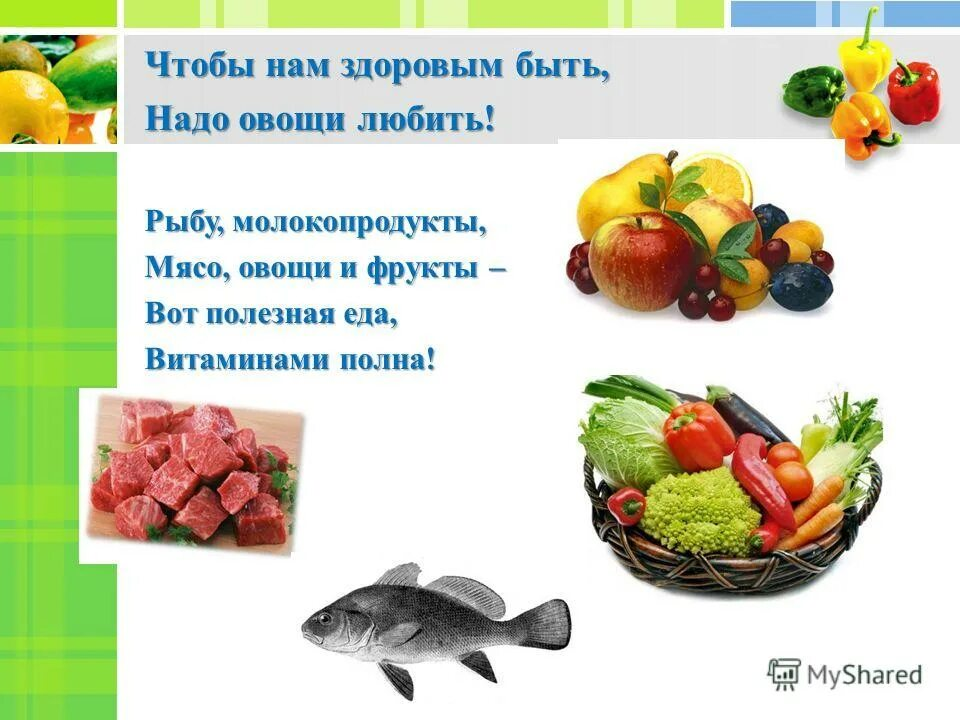 Чтобы нам здоровым быть,
Надо овощи любить!
Рыбу, молокопродукты,
Мясо, овощи и фрукты –
Вот полезная еда,
Витаминами полна!
MyShared